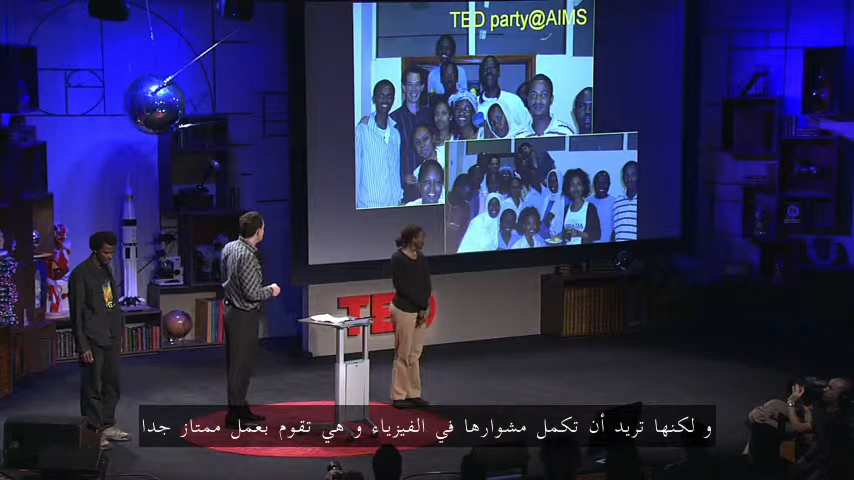 TED party@AIMS
TED
و لكنها تريد أن تكمل مشوارها في الفيزياء و هي تقوم بعمل ممتاز جدا